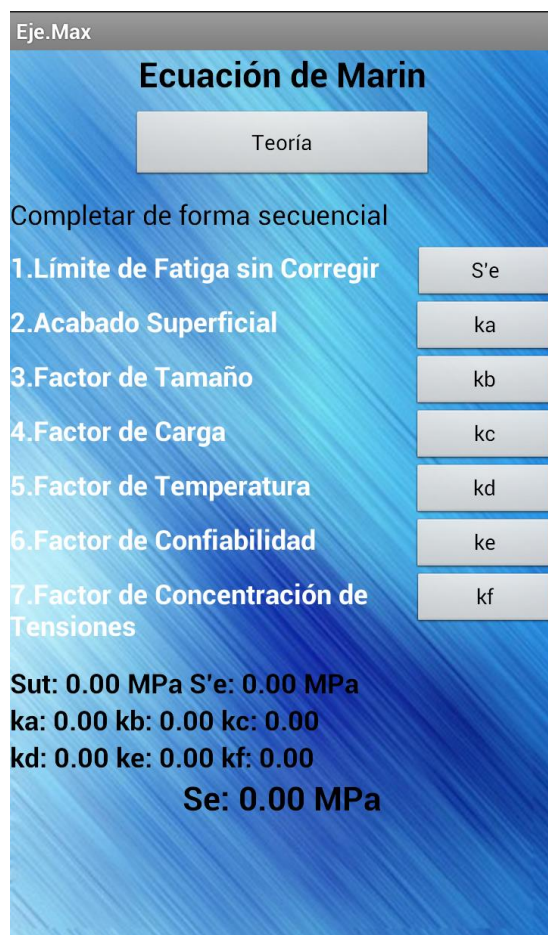 Eje.Max
Ecuación de Marin
Teoría
Completar de forma secuencial
1.Límite de Fatiga sin Corregir S'e
2.Acabado Superficial ka
3.Factor de Tamaño kb
4.Factor de Carga kc
5.Factor de Temperatura kd
6.Factor de Confiabilidad ke
7.Factor de Concentración de kf
Tensiones
Sut: 0.00 MPa S'e: 0.00 MPa
ka: 0.00 kb: 0.00 kc: 0.00
kd: 0.00 ke: 0.00 kf: 0.00
Se: 0.00 MPa